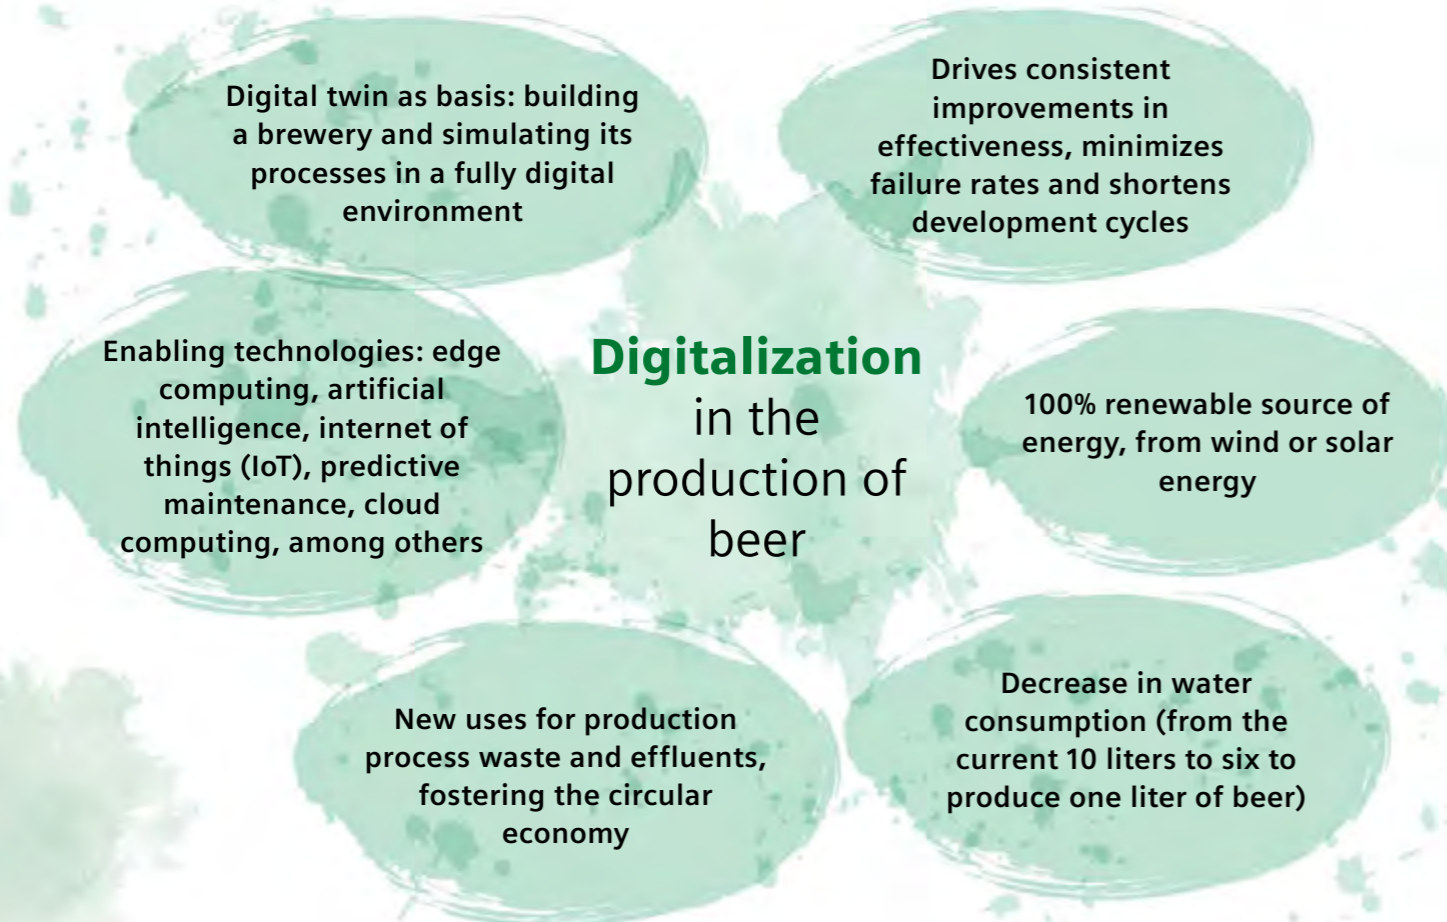 Digital twin as basis: building
a brewery and simulating its
processes in a fully digital
environment
Drives consistent
improvements in
effectiveness, minimizes
failure rates and shortens
development cycles
Enabling technologies: edge
computing, artificial
intelligence, internet of
things (IoT), predictive
maintenance, cloud
computing, among others
Digitalization
in the
production of
beer
100% renewable source of
energy, from wind or solar
energy
New uses for production
process waste and effluents,
fostering the circular
economy
Decrease in water
consumption (from the
current 10 liters to six to
produce one liter of beer)